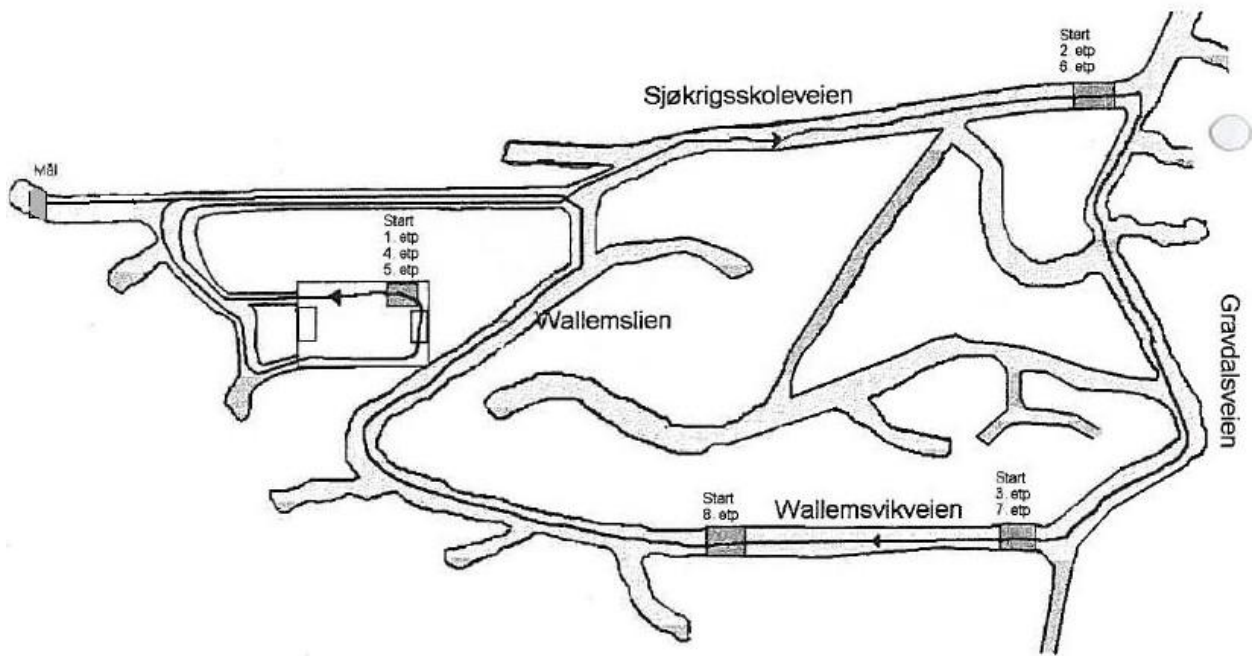 Start
2. etp
6. etp
Sjøkrigsskoleveien
Mål
Start
1. etp
4. etp
5. etp
Wallemslien
Gravdalsveien
Start
3. etp
7. etp
Start
8. etp
Wallemsvikveien